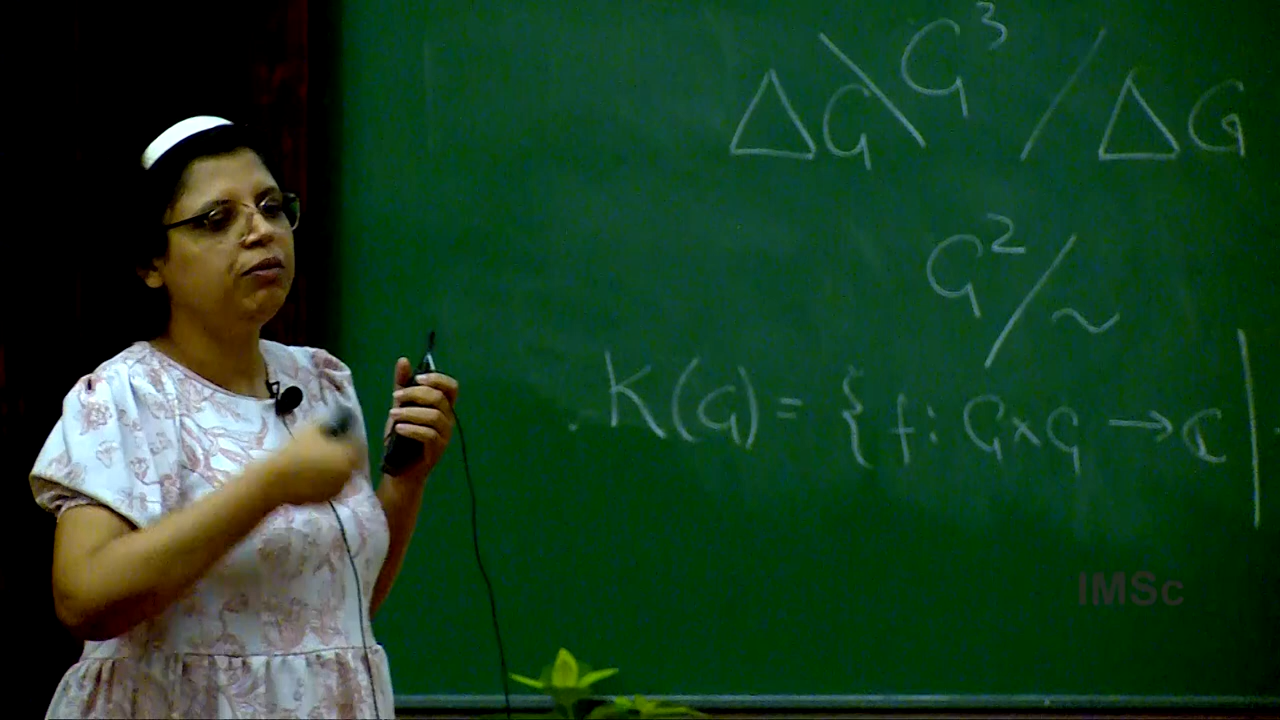 ΔG\G³/ΔG
G²/~
K(G) = { f: G×G → ℂ |
IMSc